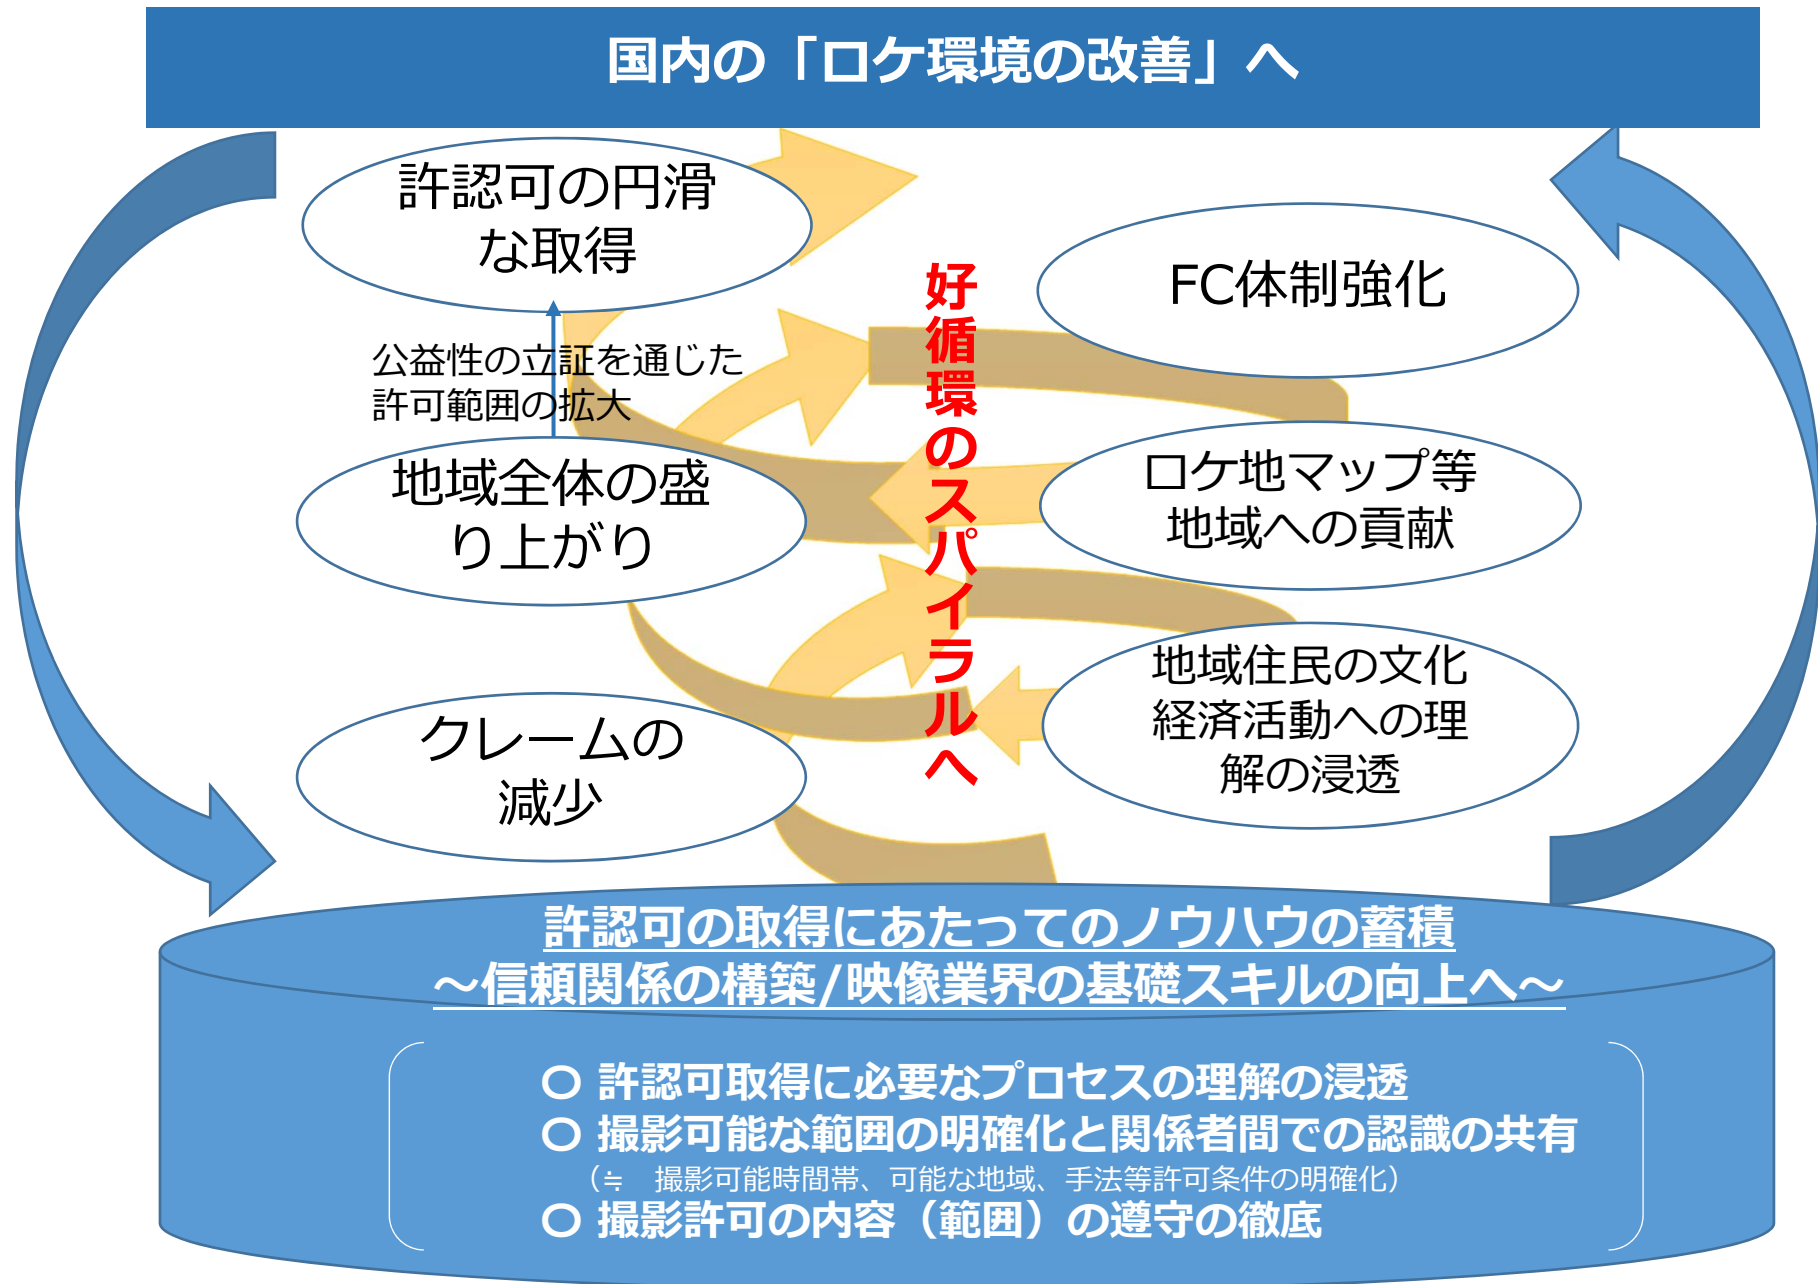 国内の「ロケ環境の改善」へ
許認可の円滑
な取得
公益性の立証を通じた
許可範囲の拡大
地域全体の盛
り上がり
クレームの
減少
好循環のスパイラルへ
FC体制強化
ロケ地マップ等
地域への貢献
地域住民の文化
経済活動への理
解の浸透
許認可の取得にあたってのノウハウの蓄積
～信頼関係の構築/映像業界の基礎スキルの向上へ～
〇 許認可取得に必要なプロセスの理解の浸透
〇 撮影可能な範囲の明確化と関係者間での認識の共有
（≒　撮影可能時間帯、可能な地域、手法等許可条件の明確化）
〇 撮影許可の内容（範囲）の遵守の徹底